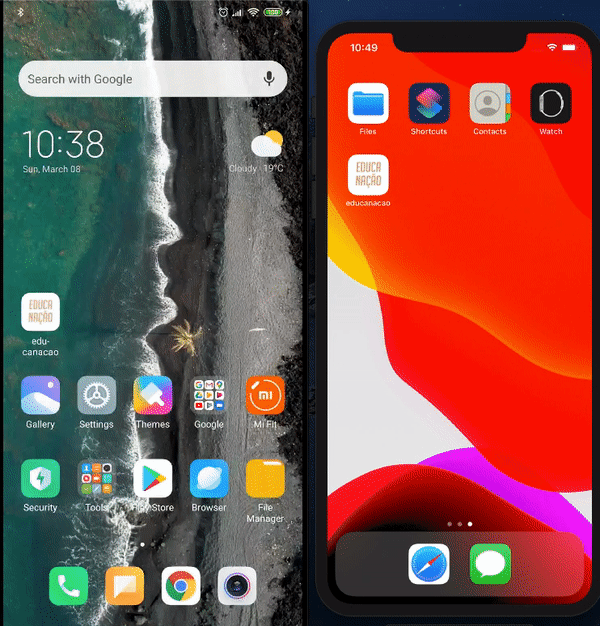 Search with Google
10:38
Sun, March 08
Cloudy 19°C
EDUCA
NAÇÃO
edu-
canacao
Gallery
Settings
Themes
Google
Mi Fit
Security
Tools
Play Store
Browser
File
Manager
10:49
Files
Shortcuts
Contacts
Watch
EDUCA
NAÇÃO
educanacao